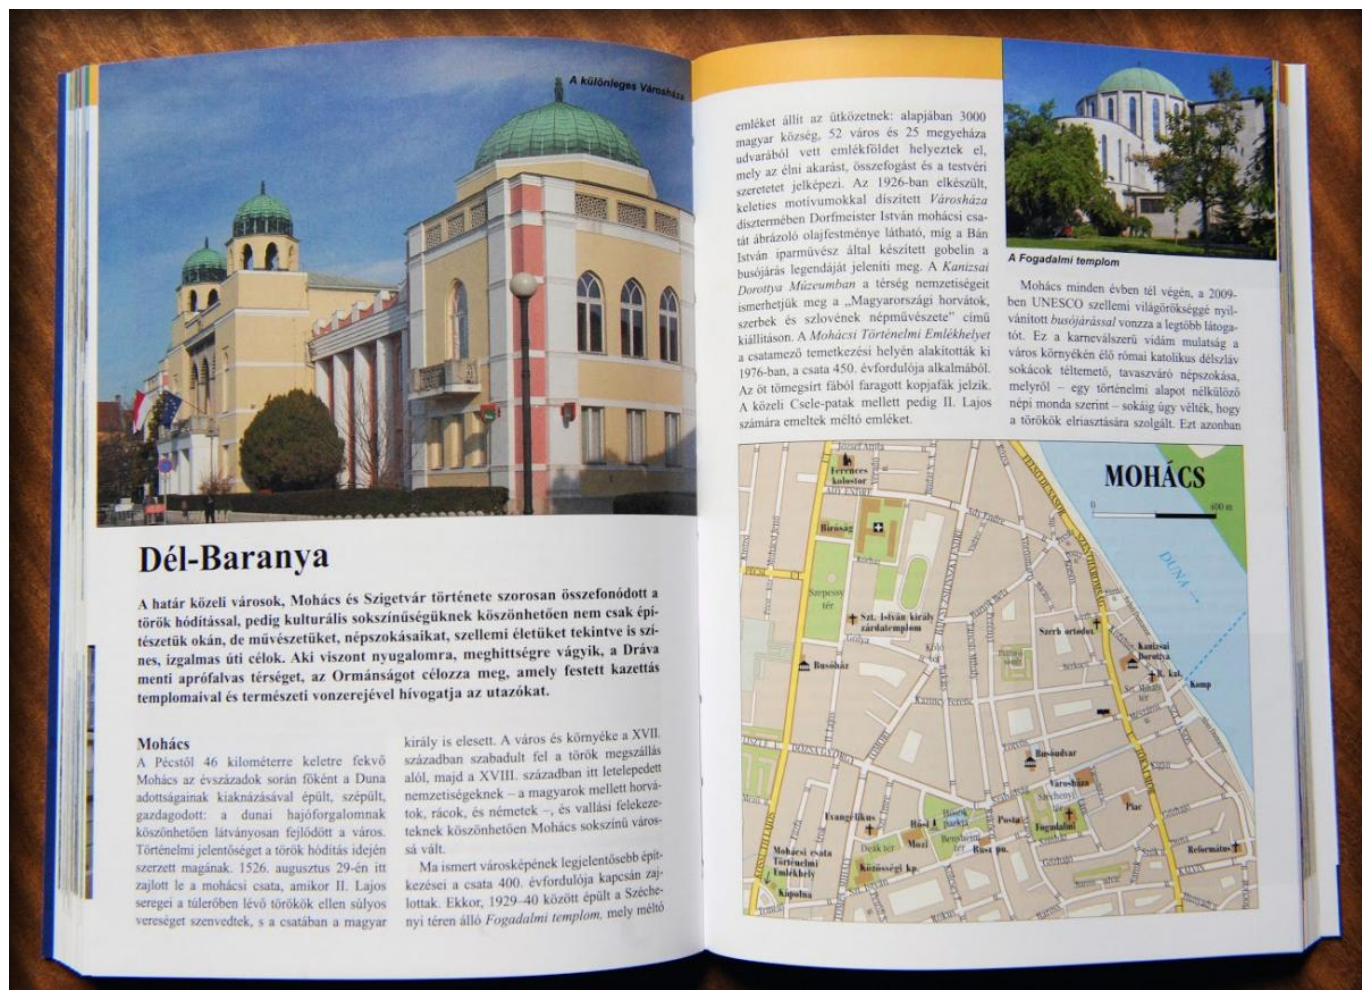 A különleges Városháza
Dél-Baranya
A határ közeli városok, Mohács és Szigetvár története szorosan összefonódott a
török hódítással, pedig kulturális sokszínűségüknek köszönhetően nem csak épí-
tészetük okán, de művészetüket, népszokásaikat, szellemi életüket tekintve is szí-
nes, izgalmas úti célok. Aki viszont nyugalomra, meghittségre vágyik, a Dráva
menti aprófalvas térséget, az Ormánságot célozza meg, amely festett kazettás
templomaival és természeti vonzerejével hívogatja az utazókat.
Mohács
A Pécstől 46 kilométerre keletre fekvő
Mohács az évszázadok során főként a Duna
adottságainak kiaknázásával épült, szépült,
gazdagodott: a dunai hajóforgalomnak
köszönhetően látványosan fejlődött a város.
Történelmi jelentőséget a török hódítás idején
szerzett magának. 1526. augusztus 29-én itt
zajlott le a mohácsi csata, amikor II. Lajos
seregei a túlerőben lévő törökök ellen súlyos
vereséget szenvedtek, s a csatában a magyar
király is elesett. A város és környéke a XVII.
században szabadult fel a török megszállás
alól, majd a XVIII. században itt letelepedett
nemzetiségeknek – a magyarok mellett horvá-
tok, rácok, és németek –, és vallási felekeze-
teknek köszönhetően Mohács sokszínű város-
sá vált.
Ma ismert városképének legjelentősebb épít-
kezései a csata 400. évfordulója kapcsán zaj-
lottak. Ekkor, 1929–40 között épült a Széche-
nyi téren álló Fogadalmi templom, mely méltó
emléket állít az ütközetnek: alapjában 3000
magyar község, 52 város és 25 megyeháza
udvarából vett emlékföldet helyeztek el,
mely az élni akarást, összefogást és a testvéri
szeretetet jelképezi. Az 1926-ban elkészült,
keleties motívumokkal díszített Városháza
dísztermében Dorfmeister István mohácsi csa-
tát ábrázoló olajfestménye látható, míg a Bán
István iparművész által készített gobelin a
busójárás legendáját jeleníti meg. A Kanizsai
Dorottya Múzeumban a térség nemzetiségeit
ismerhetjük meg a „Magyarországi horvátok,
szerbek és szlovének népművészete” című
kiállításon. A Mohácsi Történelmi Emlékhelyet
a csatamező temetkezési helyén alakították ki
1976-ban, a csata 450. évfordulója alkalmából.
Az öt tömegsírt fából faragott kopjafák jelzik.
A közeli Csele-patak mellett pedig II. Lajos
számára emeltek méltó emléket.
A Fogadalmi templom
Mohács minden évben tél végén, a 2009-
ben UNESCO szellemi világörökséggé nyil-
vánított busójárással vonzza a legtöbb látoga-
tót. Ez a karneválszerű vidám mulatság a
város környékén élő római katolikus délszláv
sokácok téltemető, tavaszváró népszokása,
melyről – egy történelmi alapot nélkülöző
népi monda szerint – sokáig úgy vélték, hogy
a törökök elriasztására szolgált. Ezt azonban
MOHÁCS
0 400 m
DUNA
Ferences
kolostor
Bíróság
Szepessy
tér
Szt. István király
zárdatemplom
Busóház
Szerb ortodox
Kanizsai
Dorottya
R. kat.
Komp
Busóudvar
Városháza
Széchenyi
tér
Piac
Evangélikus
Hősi
Posta
Fogadalmi
Deák tér
Mozi
Busz pu.
Református
Közösségi kp.
Mohácsi csata
Történelmi
Emlékhely
Kápolna